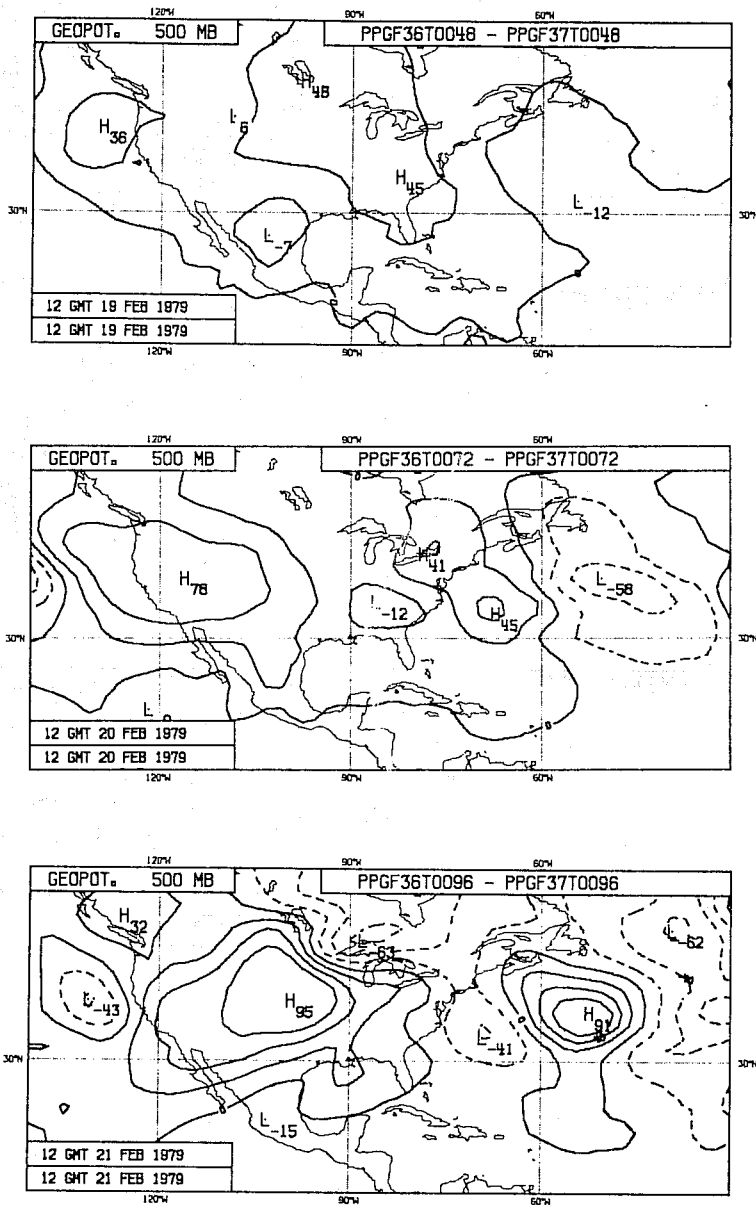 120°W 90°W 60°W
GEOPOT. 500 MB PPGF36T0048 - PPGF37T0048
H48
L6
H36
H45
L-12
30°N 30°N
L-7
12 GMT 19 FEB 1979
12 GMT 19 FEB 1979
120°W 90°W 60°W
120°W 90°W 60°W
GEOPOT. 500 MB PPGF36T0072 - PPGF37T0072
H41
H78
L-58
L-12
H45
30°N 30°N
L
12 GMT 20 FEB 1979
12 GMT 20 FEB 1979
120°W 90°W 60°W
120°W 60°W
GEOPOT. 500 MB PPGF36T0096 - PPGF37T0096
H32
L-63
L-62
L-43
H95
H91
L-41
30°N 30°N
L-15
12 GMT 21 FEB 1979
12 GMT 21 FEB 1979
120°W 90°W 60°W